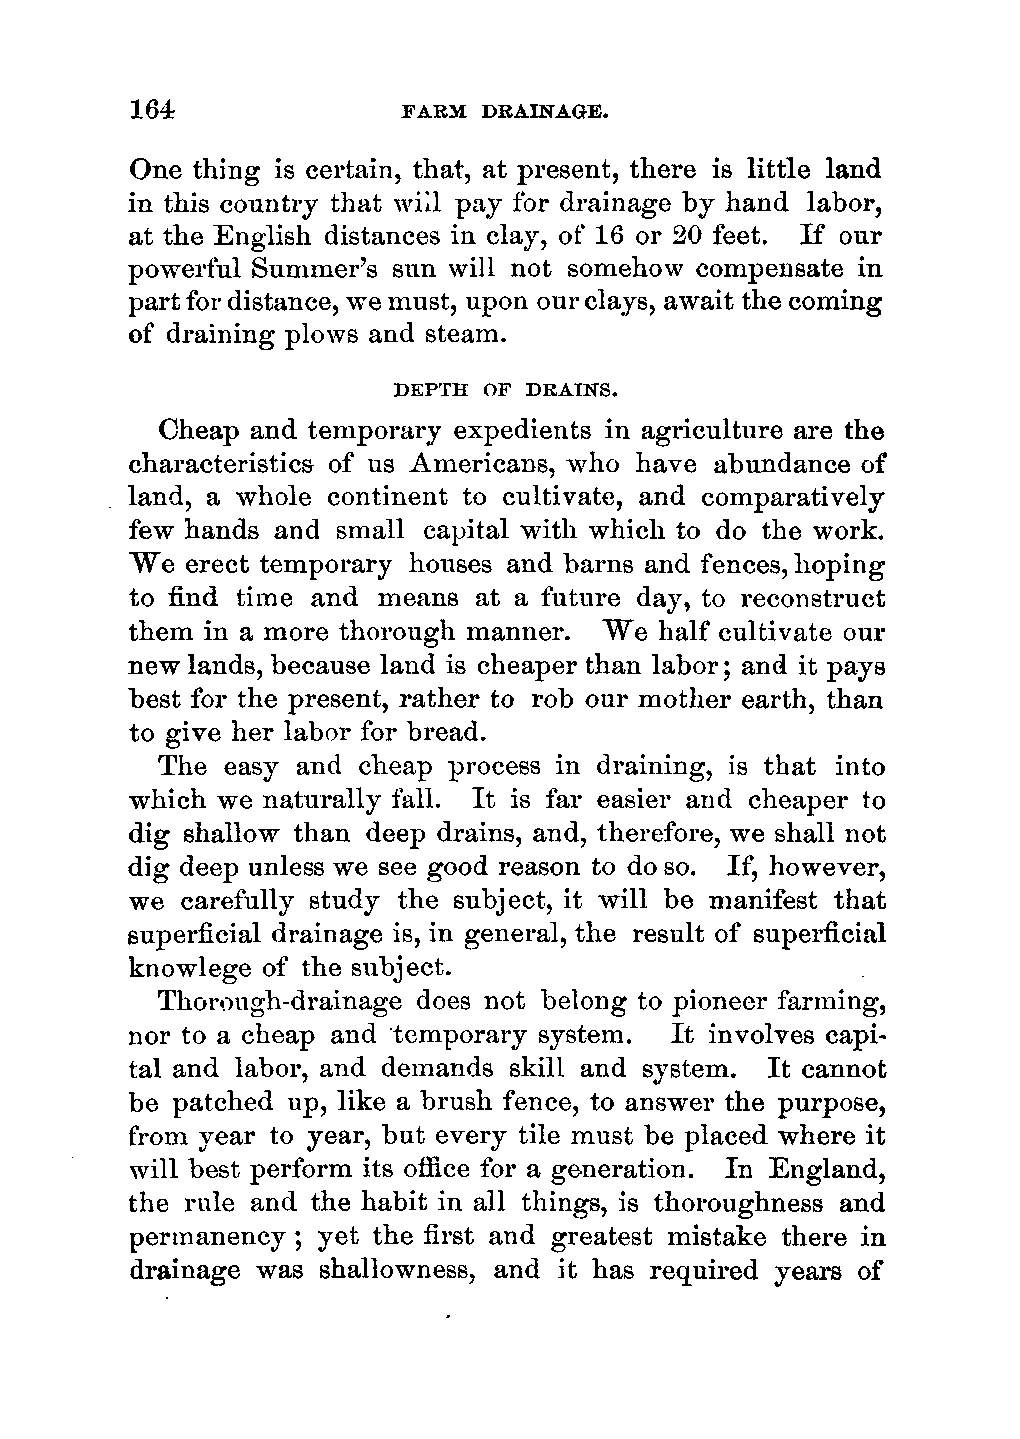 164 FARM DRAINAGE.
One thing is certain, that, at present, there is little land
in this country that will pay for drainage by hand labor,
at the English distances in clay, of 16 or 20 feet. If our
powerful Summer's sun will not somehow compensate in
part for distance, we must, upon our clays, await the coming
of draining plows and steam.
DEPTH OF DRAINS.
Cheap and temporary expedients in agriculture are the
characteristics of us Americans, who have abundance of
land, a whole continent to cultivate, and comparatively
few hands and small capital with which to do the work.
We erect temporary houses and barns and fences, hoping
to find time and means at a future day, to reconstruct
them in a more thorough manner. We half cultivate our
new lands, because land is cheaper than labor; and it pays
best for the present, rather to rob our mother earth, than
to give her labor for bread.
The easy and cheap process in draining, is that into
which we naturally fall. It is far easier and cheaper to
dig shallow than deep drains, and, therefore, we shall not
dig deep unless we see good reason to do so. If, however,
we carefully study the subject, it will be manifest that
superficial drainage is, in general, the result of superficial
knowlege of the subject.
Thorough-drainage does not belong to pioneer farming,
nor to a cheap and temporary system. It involves capi-
tal and labor, and demands skill and system. It cannot
be patched up, like a brush fence, to answer the purpose,
from year to year, but every tile must be placed where it
will best perform its office for a generation. In England,
the rule and the habit in all things, is thoroughness and
permanency ; yet the first and greatest mistake there in
drainage was shallowness, and it has required years of